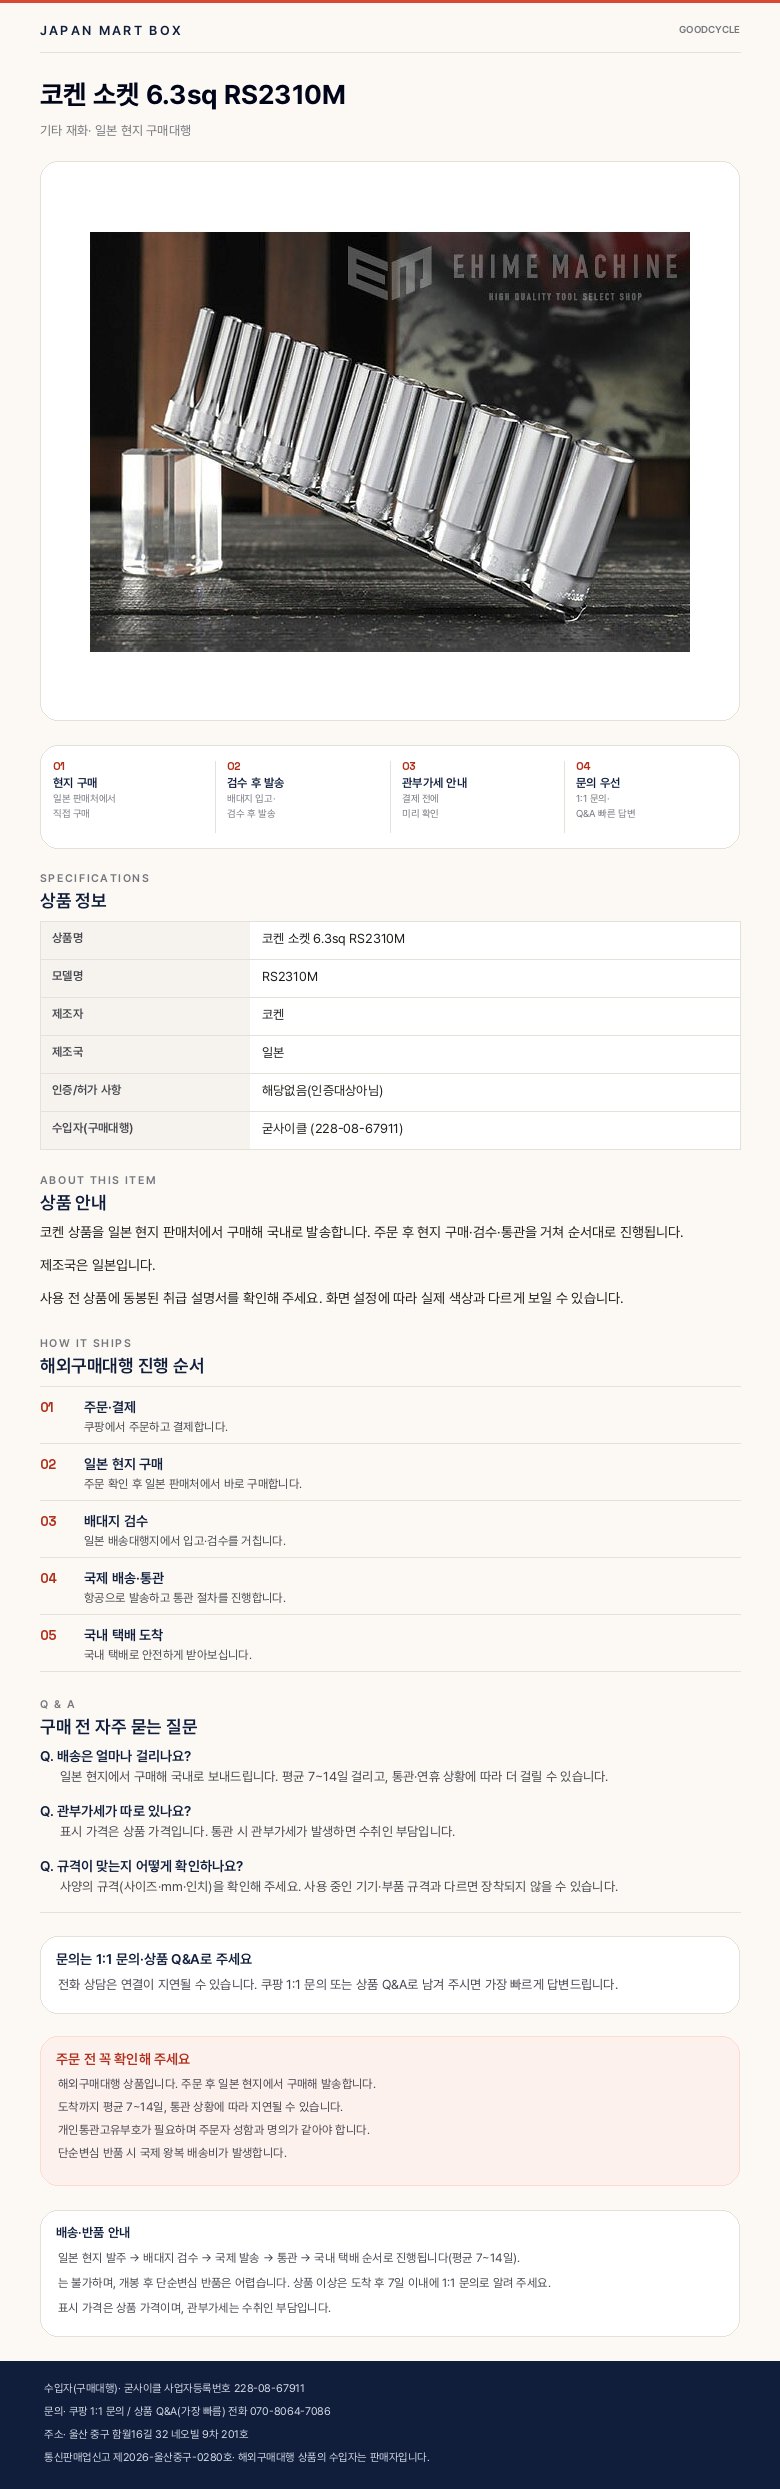 JAPAN MART BOX
GOODCYCLE
코켄 소켓 6.3sq RS2310M
기타 재화· 일본 현지 구매대행
EHIME MACHINE
HIGH QUALITY TOOL SELECT SHOP
01
현지 구매
일본 판매처에서
직접 구매
02
검수 후 발송
배대지 입고·
검수 후 발송
03
관부가세 안내
결제 전에
미리 확인
04
문의 우선
1:1 문의·
Q&A 빠른 답변
SPECIFICATIONS
상품 정보
상품명 코켄 소켓 6.3sq RS2310M
모델명 RS2310M
제조자 코켄
제조국 일본
인증/허가 사항 해당없음(인증대상아님)
수입자(구매대행) 굳사이클 (228-08-67911)
ABOUT THIS ITEM
상품 안내
코켄 상품을 일본 현지 판매처에서 구매해 국내로 발송합니다. 주문 후 현지 구매·검수·통관을 거쳐 순서대로 진행됩니다.
제조국은 일본입니다.
사용 전 상품에 동봉된 취급 설명서를 확인해 주세요. 화면 설정에 따라 실제 색상과 다르게 보일 수 있습니다.
HOW IT SHIPS
해외구매대행 진행 순서
01 주문·결제
쿠팡에서 주문하고 결제합니다.
02 일본 현지 구매
주문 확인 후 일본 판매처에서 바로 구매합니다.
03 배대지 검수
일본 배송대행지에서 입고·검수를 거칩니다.
04 국제 배송·통관
항공으로 발송하고 통관 절차를 진행합니다.
05 국내 택배 도착
국내 택배로 안전하게 받아보십니다.
Q & A
구매 전 자주 묻는 질문
Q. 배송은 얼마나 걸리나요?
일본 현지에서 구매해 국내로 보내드립니다. 평균 7~14일 걸리고, 통관·연휴 상황에 따라 더 걸릴 수 있습니다.
Q. 관부가세가 따로 있나요?
표시 가격은 상품 가격입니다. 통관 시 관부가세가 발생하면 수취인 부담입니다.
Q. 규격이 맞는지 어떻게 확인하나요?
사양의 규격(사이즈·mm·인치)을 확인해 주세요. 사용 중인 기기·부품 규격과 다르면 장착되지 않을 수 있습니다.
문의는 1:1 문의·상품 Q&A로 주세요
전화 상담은 연결이 지연될 수 있습니다. 쿠팡 1:1 문의 또는 상품 Q&A로 남겨 주시면 가장 빠르게 답변드립니다.
주문 전 꼭 확인해 주세요
해외구매대행 상품입니다. 주문 후 일본 현지에서 구매해 발송합니다.
도착까지 평균 7~14일, 통관 상황에 따라 지연될 수 있습니다.
개인통관고유부호가 필요하며 주문자 성함과 명의가 같아야 합니다.
단순변심 반품 시 국제 왕복 배송비가 발생합니다.
배송·반품 안내
일본 현지 발주 → 배대지 검수 → 국제 발송 → 통관 → 국내 택배 순서로 진행됩니다(평균 7~14일).
는 불가하며, 개봉 후 단순변심 반품은 어렵습니다. 상품 이상은 도착 후 7일 이내에 1:1 문의로 알려 주세요.
표시 가격은 상품 가격이며, 관부가세는 수취인 부담입니다.
수입자(구매대행)· 굳사이클 사업자등록번호 228-08-67911
문의· 쿠팡 1:1 문의 / 상품 Q&A(가장 빠름) 전화 070-8064-7086
주소· 울산 중구 함월16길 32 네오빌 9차 201호
통신판매업신고 제2026-울산중구-0280호· 해외구매대행 상품의 수입자는 판매자입니다.